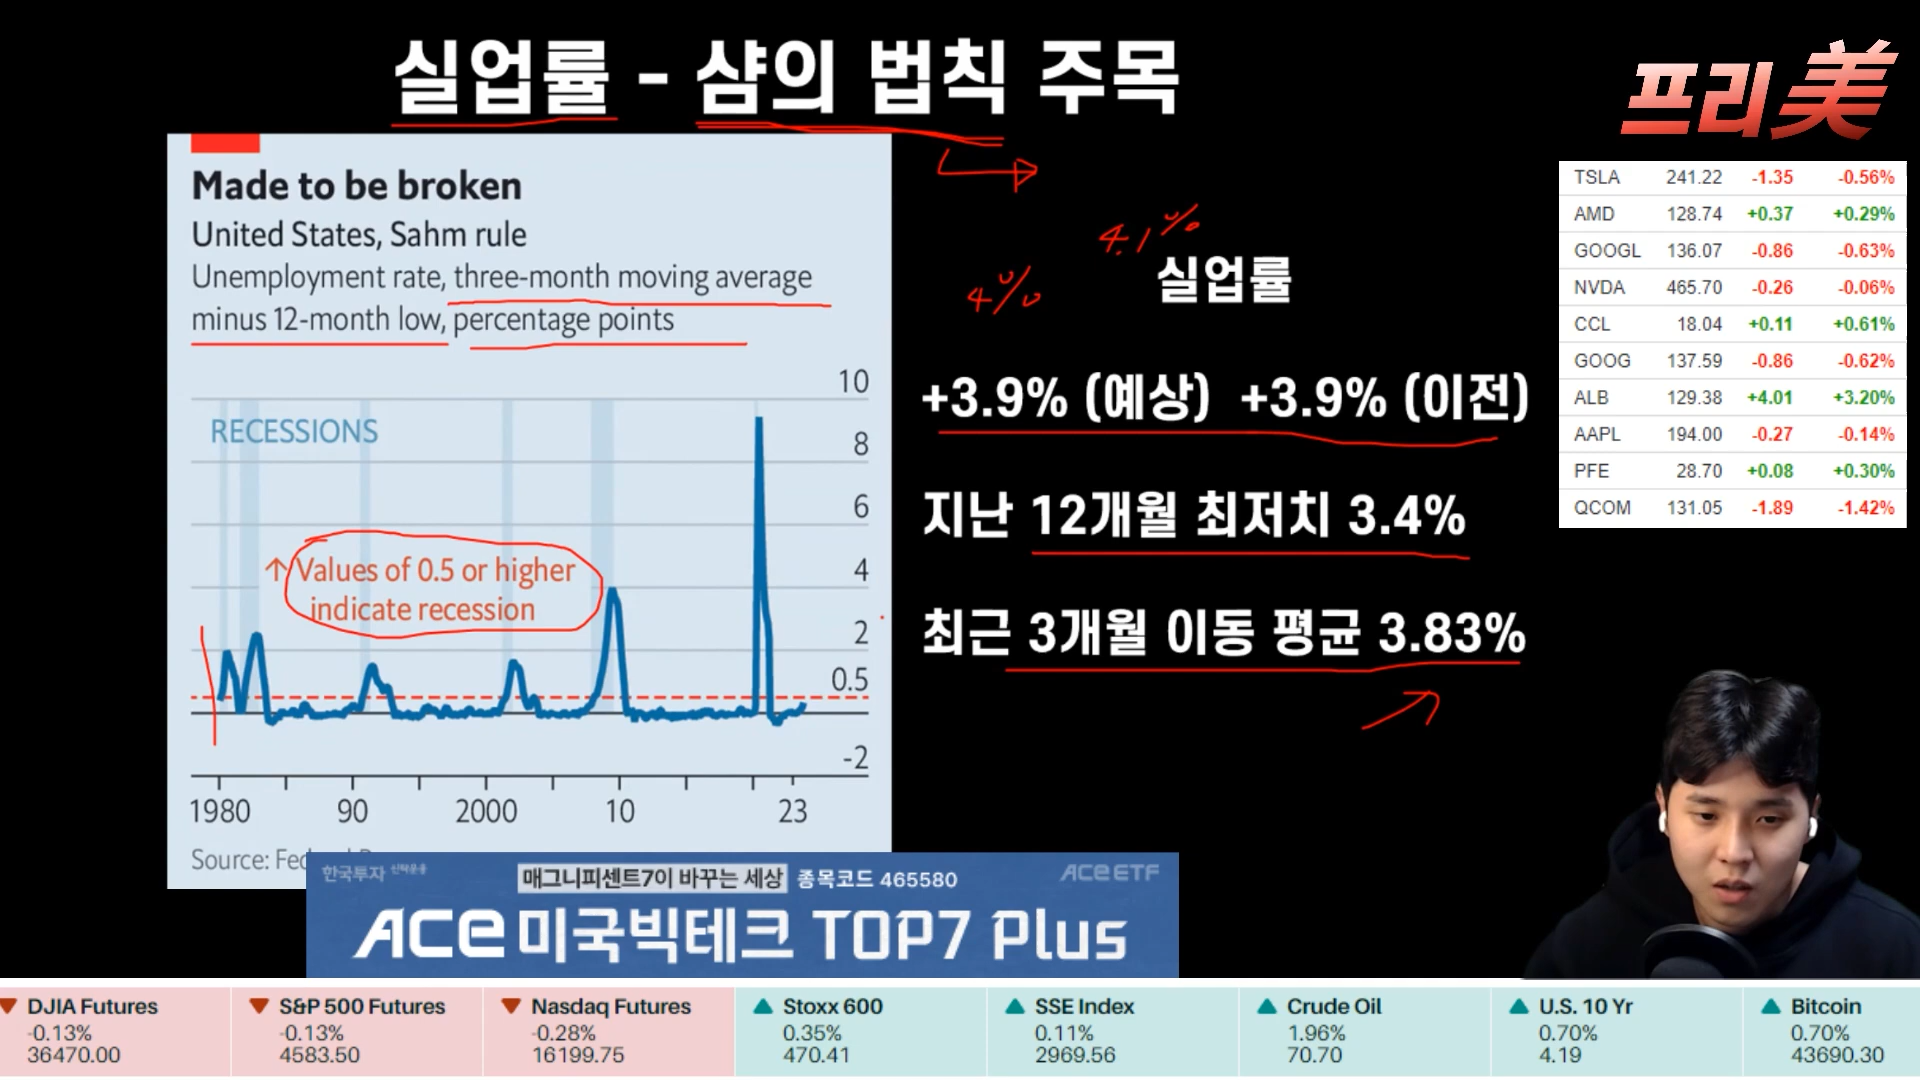 실업률 - 샴의 법칙 주목
프리美
Made to be broken
United States, Sahm rule
Unemployment rate, three-month moving average
minus 12-month low, percentage points
10
8
6
4
2
0.5
-2
RECESSIONS
↑ Values of 0.5 or higher
indicate recession
1980 90 2000 10 23
Source: Fed
4.1%
4%
실업률
+3.9% (예상) +3.9% (이전)
지난 12개월 최저치 3.4%
최근 3개월 이동 평균 3.83%
TSLA 241.22 -1.35 -0.56%
AMD 128.74 +0.37 +0.29%
GOOGL 136.07 -0.86 -0.63%
NVDA 465.70 -0.26 -0.06%
CCL 18.04 +0.11 +0.61%
GOOG 137.59 -0.86 -0.62%
ALB 129.38 +4.01 +3.20%
AAPL 194.00 -0.27 -0.14%
PFE 28.70 +0.08 +0.30%
QCOM 131.05 -1.89 -1.42%
한국투자 신탁운용 매그니피센트7이 바꾸는 세상 종목코드 465580 ACE ETF
ACE 미국빅테크 TOP7 Plus
DJIA Futures
-0.13%
36470.00
S&P 500 Futures
-0.13%
4583.50
Nasdaq Futures
-0.28%
16199.75
Stoxx 600
0.35%
470.41
SSE Index
0.11%
2969.56
Crude Oil
1.96%
70.70
U.S. 10 Yr
0.70%
4.19
Bitcoin
0.70%
43690.30